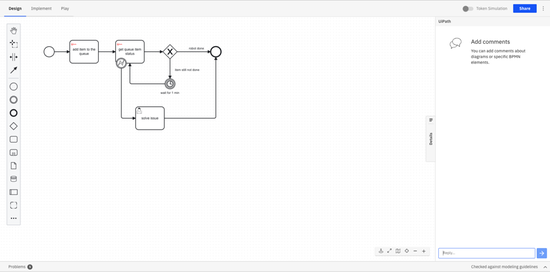 Design Implement Play
Token Simulation
Share
UiPath
Add comments
You can add comments about
diagrams or specific BPMN
elements.
add item to the
queue
get queue item
status
robot done
item still not done
wait for 1 min
solve issue
Details
Problems
Checked against modeling guidelines